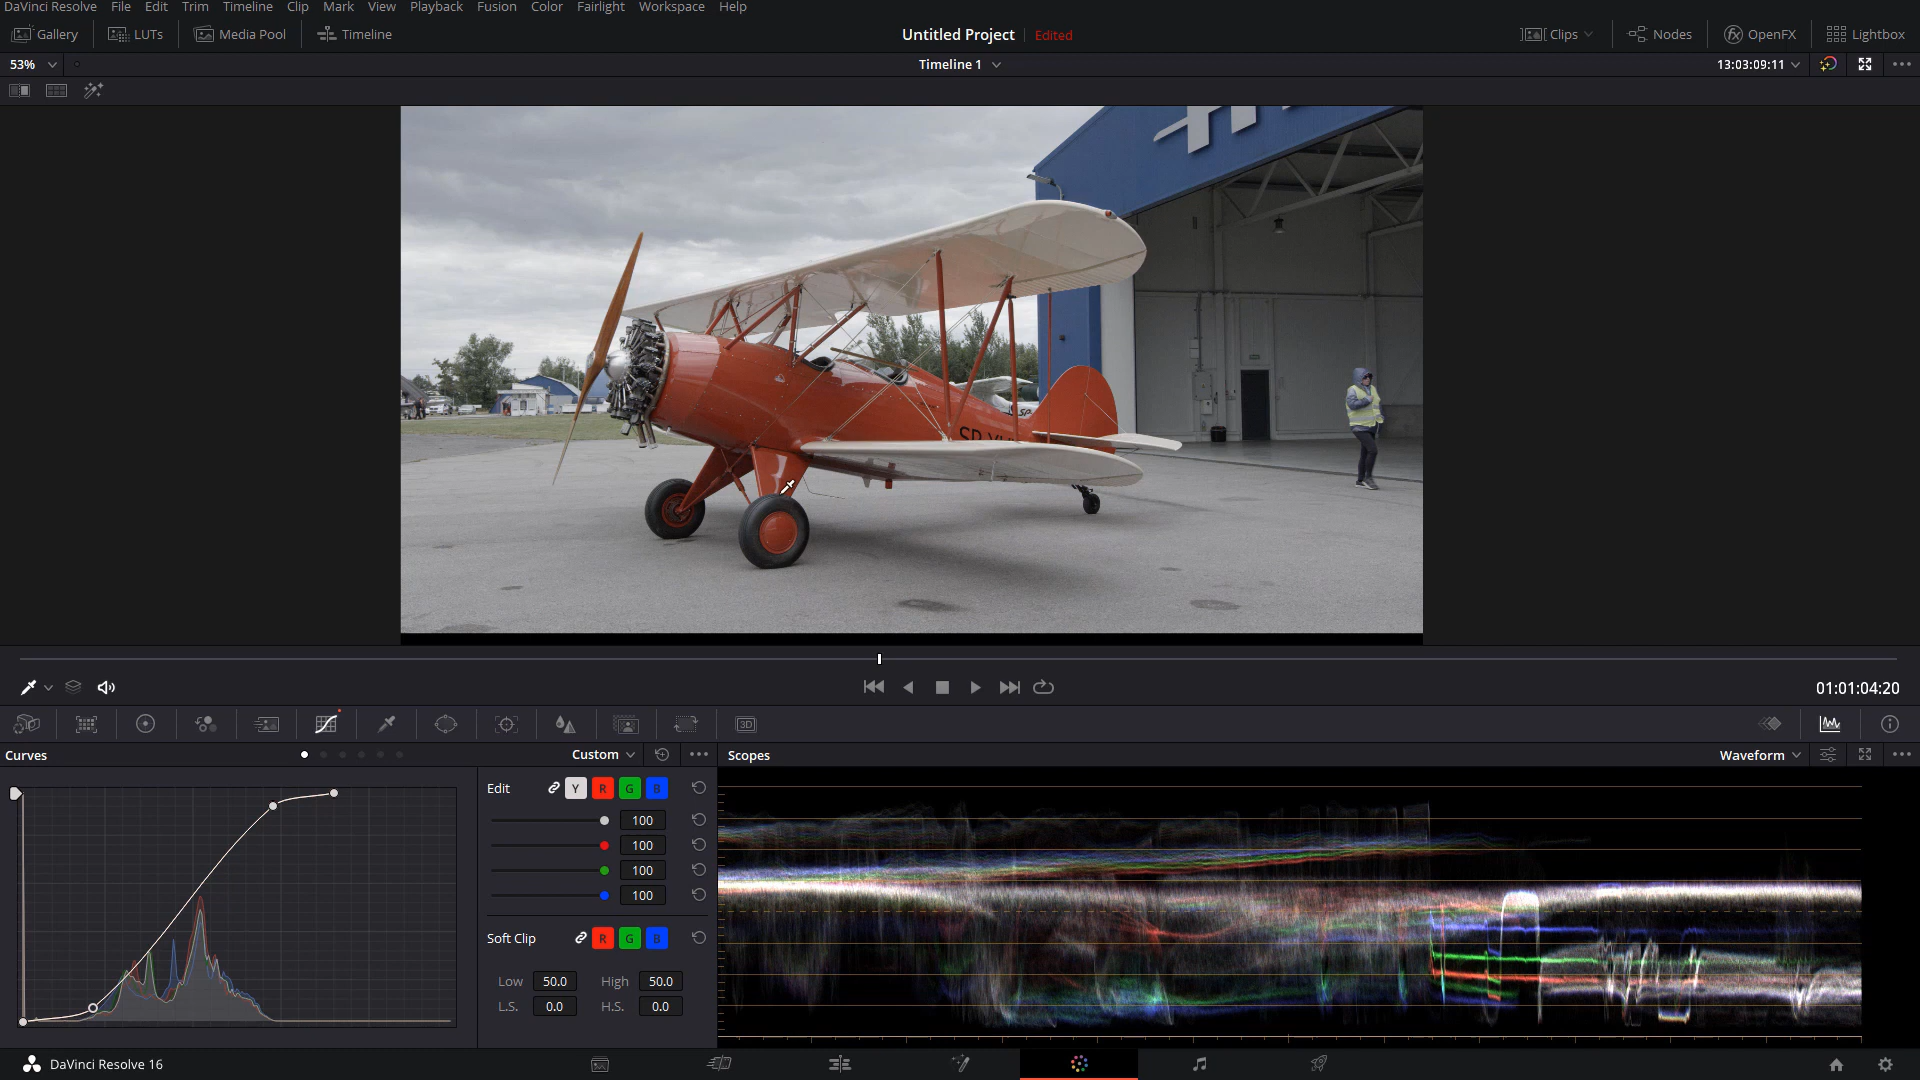 DaVinci Resolve File Edit Trim Timeline Clip Mark View Playback Fusion Color Fairlight Workspace Help
Gallery LUTs Media Pool Timeline Untitled Project Edited Clips Nodes OpenFX Lightbox
53% Timeline 1 13:03:09:11
SP
SP-
01:01:04:20
3D
Curves Custom Scopes Waveform
Edit Y R G B
100
100
100
100
Soft Clip R G B
Low 50.0 High 50.0
L.S. 0.0 H.S. 0.0
DaVinci Resolve 16